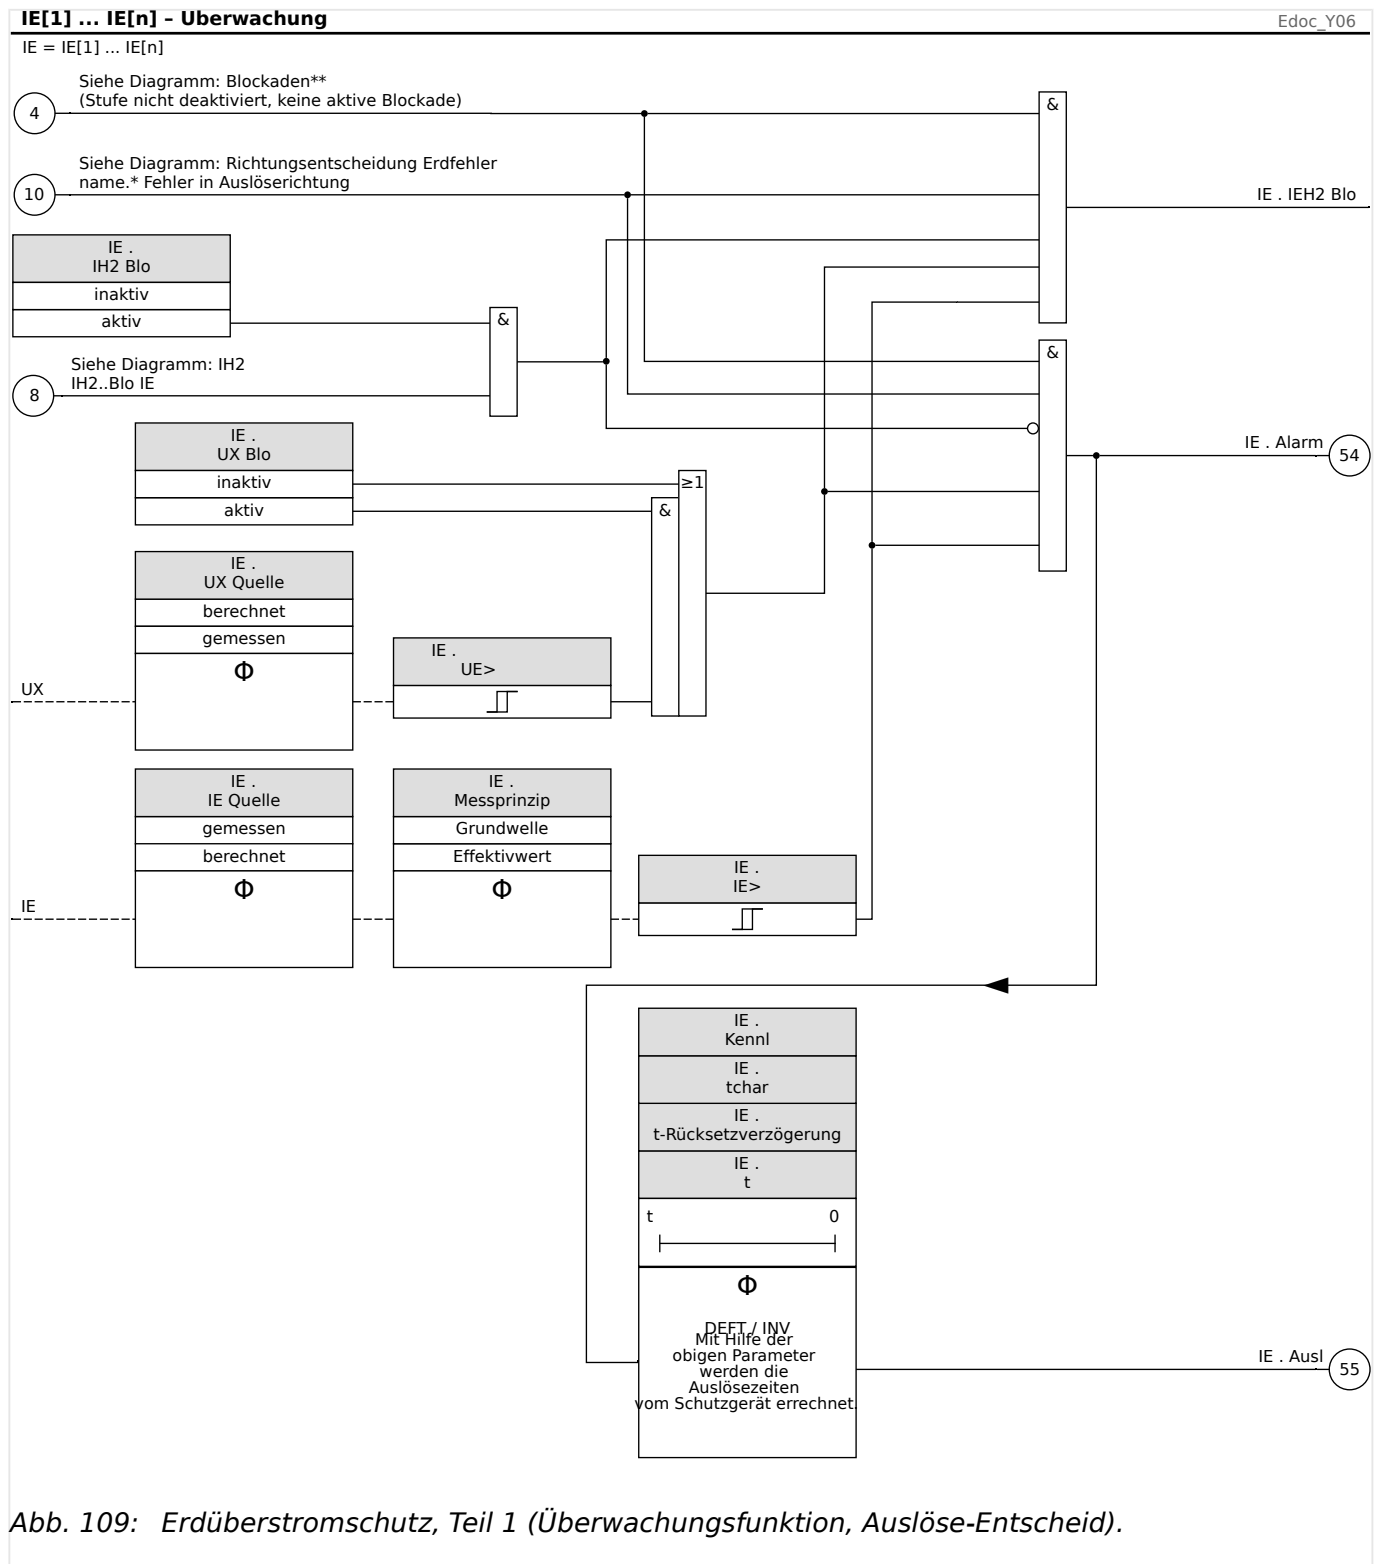 IE[1] ... IE[n] – Überwachung
Edoc_Y06
IE = IE[1] ... IE[n]
Siehe Diagramm: Blockaden**
(Stufe nicht deaktiviert, keine aktive Blockade)
4
&
Siehe Diagramm: Richtungsentscheidung Erdfehler
name.* Fehler in Auslöserichtung
10
IE . IEH2 Blo
IE .
IH2 Blo
inaktiv
aktiv
&
&
Siehe Diagramm: IH2
IH2..Blo IE
8
IE .
UX Blo
inaktiv
aktiv
≥1
&
IE . Alarm
54
IE .
UX Quelle
berechnet
gemessen
Φ
UX
IE .
UE>
IE .
IE Quelle
gemessen
berechnet
Φ
IE
IE .
Messprinzip
Grundwelle
Effektivwert
Φ
IE .
IE>
IE .
Kennl
IE .
tchar
IE .
t-Rücksetzverzögerung
IE .
t
t 0
Φ
DEFT / INV
Mit Hilfe der
obigen Parameter
werden die
Auslösezeiten
vom Schutzgerät errechnet.
IE . Ausl
55
Abb. 109: Erdüberstromschutz, Teil 1 (Überwachungsfunktion, Auslöse-Entscheid).